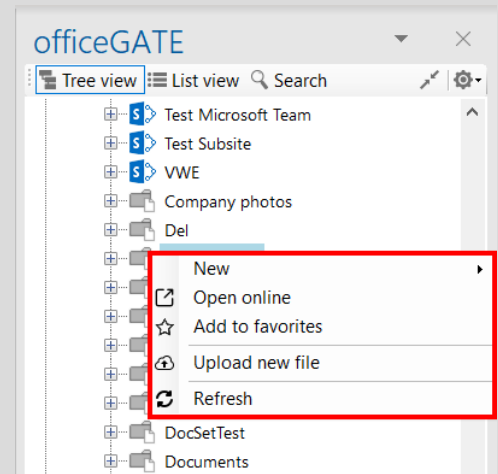 officeGATE
Tree view List view Search
Test Microsoft Team
Test Subsite
VWE
Company photos
Del
New
Open online
Add to favorites
Upload new file
Refresh
DocSetTest
Documents